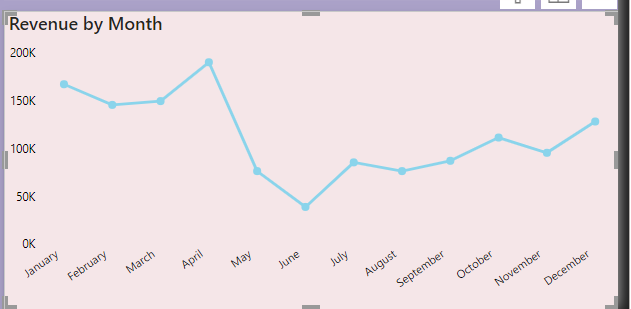 Revenue by Month
200K
150K
100K
50K
0K
January
February
March
April
May
June
July
August
September
October
November
December